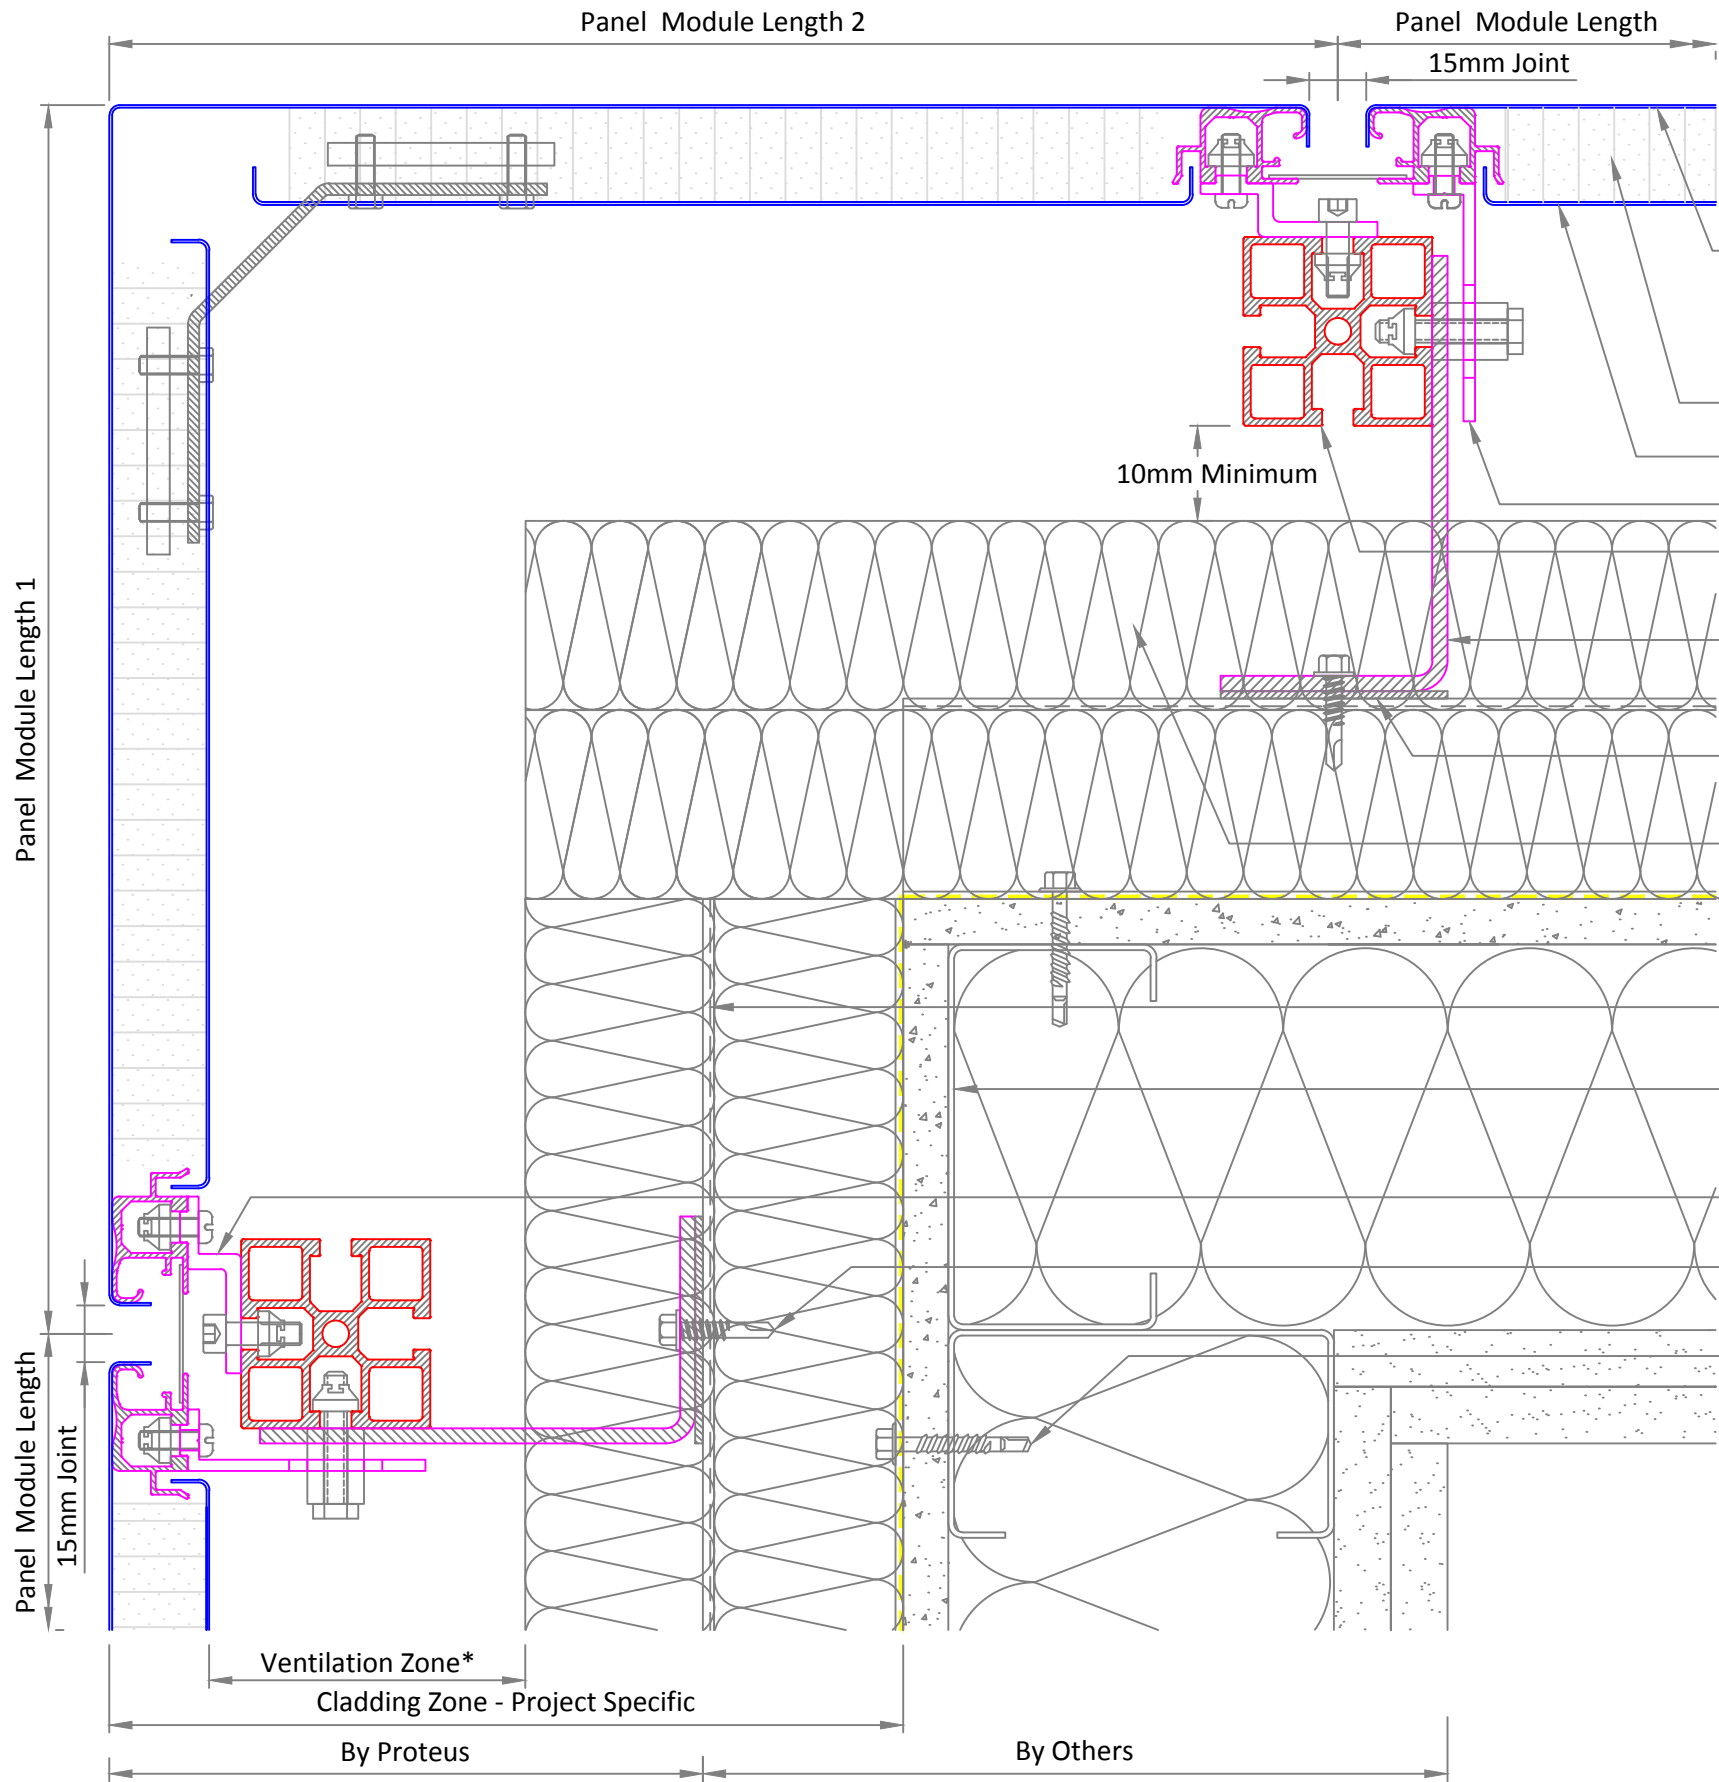 Panel Module Length 2
Panel Module Length
15mm Joint
10mm Minimum
Panel Module Length 1
Panel Module Length
15mm Joint
Ventilation Zone*
Cladding Zone - Project Specific
By Proteus
By Others